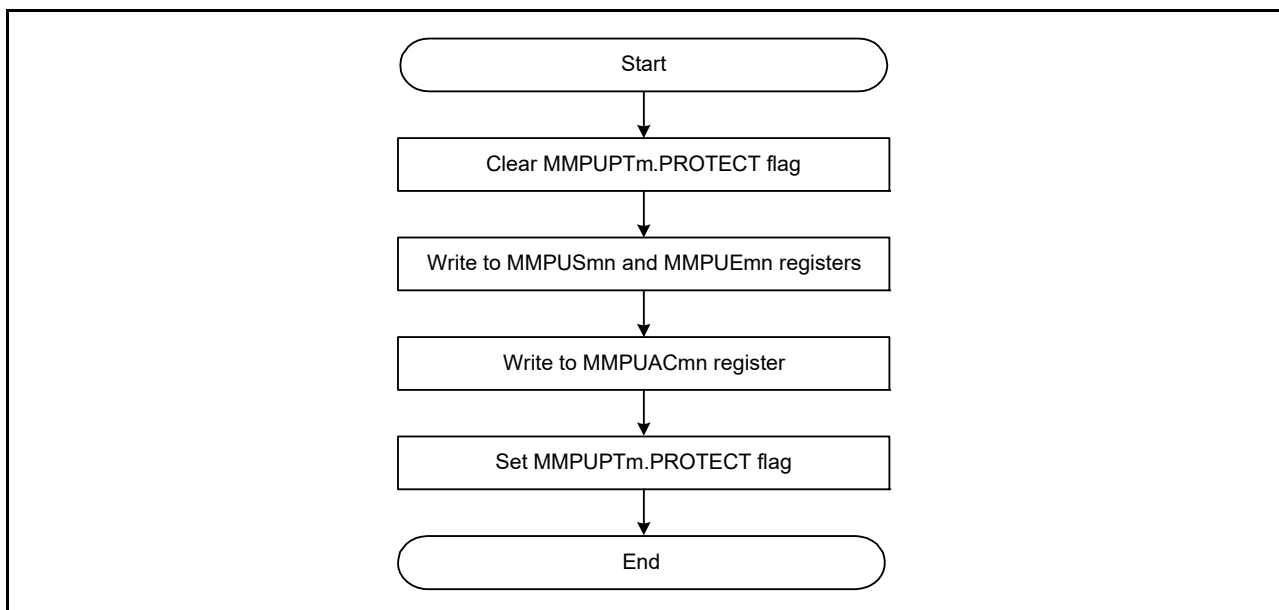 Start
Clear MMPUPTm.PROTECT flag
Write to MMPUSmn and MMPUEmn registers
Write to MMPUACmn register
Set MMPUPTm.PROTECT flag
End